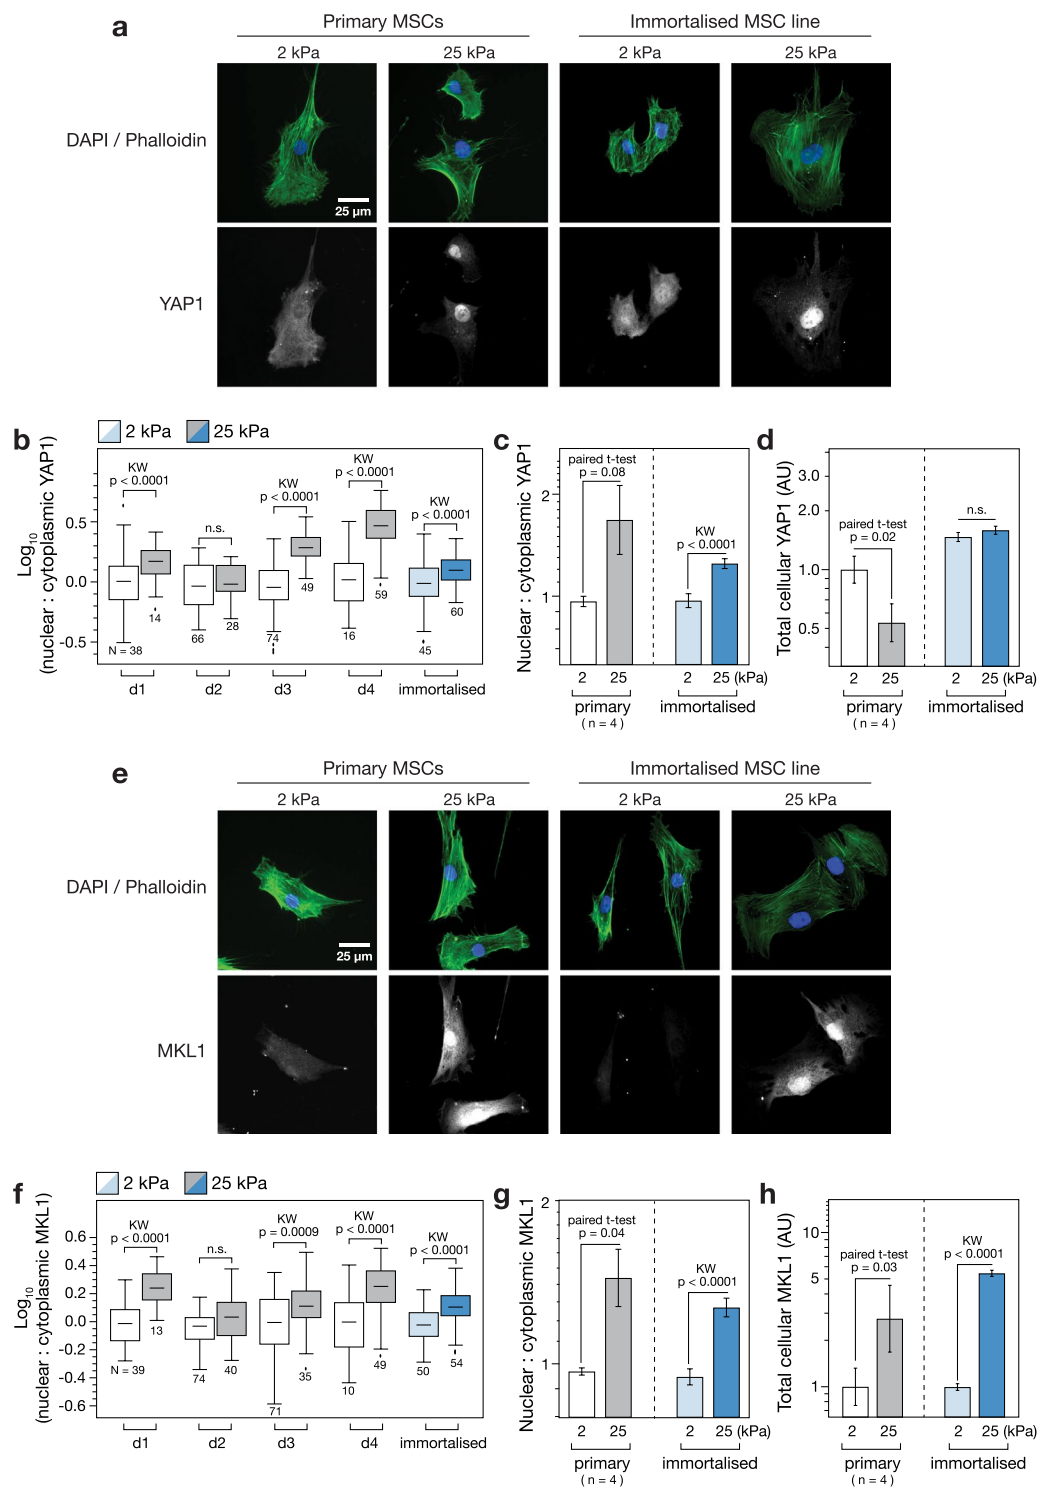 a
Primary MSCs
Immortalised MSC line
2 kPa
25 kPa
2 kPa
25 kPa
DAPI / Phalloidin
25 µm
YAP1
b
2 kPa
25 kPa
Log10
(nuclear : cytoplasmic YAP1)
0.5
0.0
-0.5
KW
p < 0.0001
n.s.
KW
p < 0.0001
KW
p < 0.0001
KW
p < 0.0001
N = 38
14
66
28
74
49
16
59
45
60
d1
d2
d3
d4
immortalised
c
Nuclear : cytoplasmic YAP1
2
1
paired t-test
p = 0.08
KW
p < 0.0001
2
25
2
25 (kPa)
primary
( n = 4 )
immortalised
d
Total cellular YAP1 (AU)
3.0
2.0
1.0
0.5
paired t-test
p = 0.02
n.s.
2
25
2
25 (kPa)
primary
( n = 4 )
immortalised
e
Primary MSCs
Immortalised MSC line
2 kPa
25 kPa
2 kPa
25 kPa
DAPI / Phalloidin
25 µm
MKL1
f
2 kPa
25 kPa
Log10
(nuclear : cytoplasmic MKL1)
0.6
0.4
0.2
0.0
-0.2
-0.4
-0.6
KW
p < 0.0001
n.s.
KW
p = 0.0009
KW
p < 0.0001
KW
p < 0.0001
N = 39
13
74
40
71
35
10
49
50
54
d1
d2
d3
d4
immortalised
g
Nuclear : cytoplasmic MKL1
2
1
paired t-test
p = 0.04
KW
p < 0.0001
2
25
2
25 (kPa)
primary
( n = 4 )
immortalised
h
Total cellular MKL1 (AU)
10
5
1
paired t-test
p = 0.03
KW
p < 0.0001
2
25
2
25 (kPa)
primary
( n = 4 )
immortalised